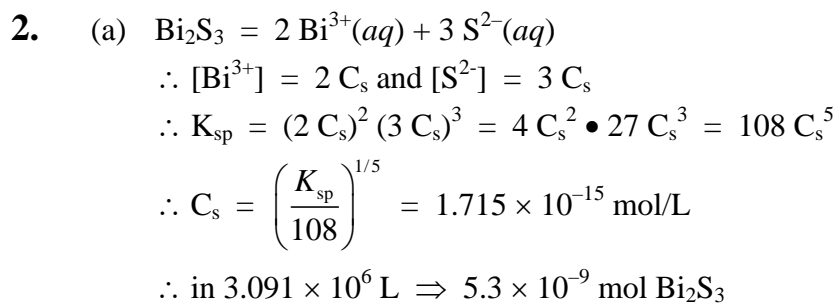 2. (a) Bi₂S₃ = 2 Bi³⁺(aq) + 3 S²⁻(aq)
∴ [Bi³⁺] = 2 Cₛ and [S²⁻] = 3 Cₛ
∴ Kₛₚ = (2 Cₛ)² (3 Cₛ)³ = 4 Cₛ² • 27 Cₛ³ = 108 Cₛ⁵
∴ Cₛ = (Kₛₚ/108)^(1/5) = 1.715 × 10⁻¹⁵ mol/L
∴ in 3.091 × 10⁶ L ⇒ 5.3 × 10⁻⁹ mol Bi₂S₃